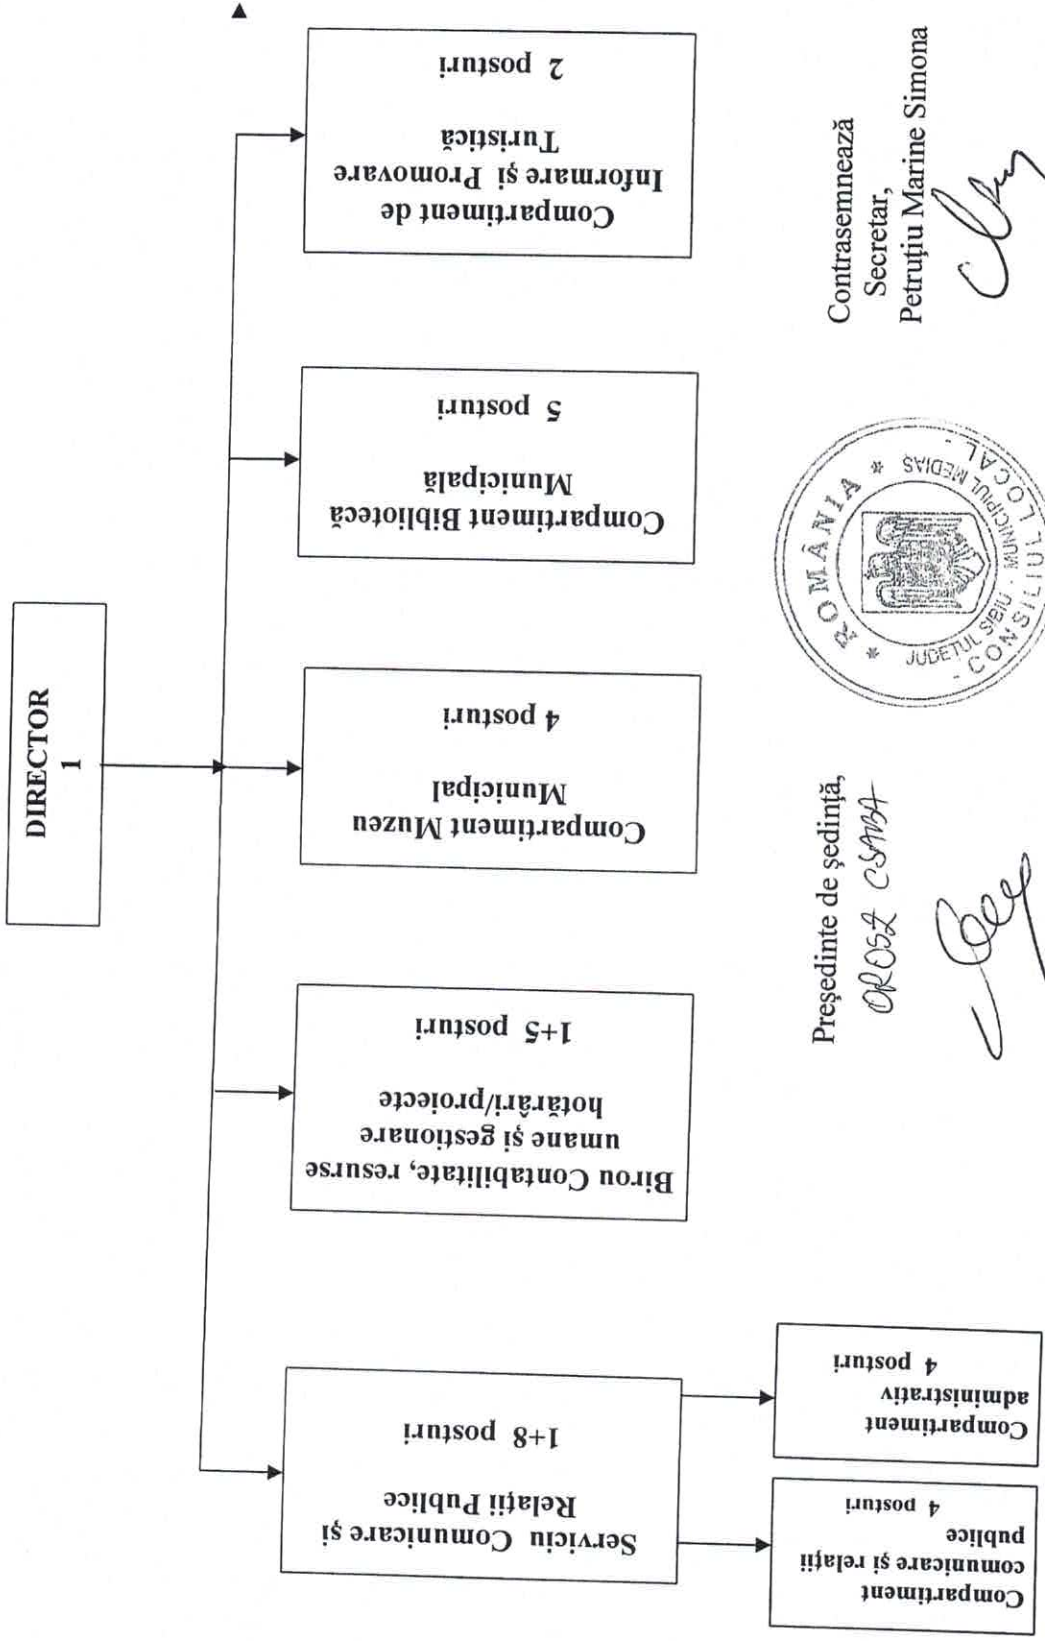 DIRECTOR
1
Serviciu Comunicare și
Relații Publice
1+8 posturi
Birou Contabilitate, resurse
umane și gestionare
hotărâri/proiecte
1+5 posturi
Compartiment Muzeu
Municipal
4 posturi
Compartiment Bibliotecă
Municipală
5 posturi
Compartiment de
Informare și Promovare
Turistică
2 posturi
Compartiment
comunicare și relații
publice
4 posturi
Compartiment
administrativ
4 posturi
Președinte de ședință,
OROSZ CSABA
* ROMÂNIA *
JUDEȚUL SIBIU · MUNICIPIUL MEDIAȘ
- CONSILIUL LOCAL -
Contrasemnează
Secretar,
Petruțiu Marine Simona